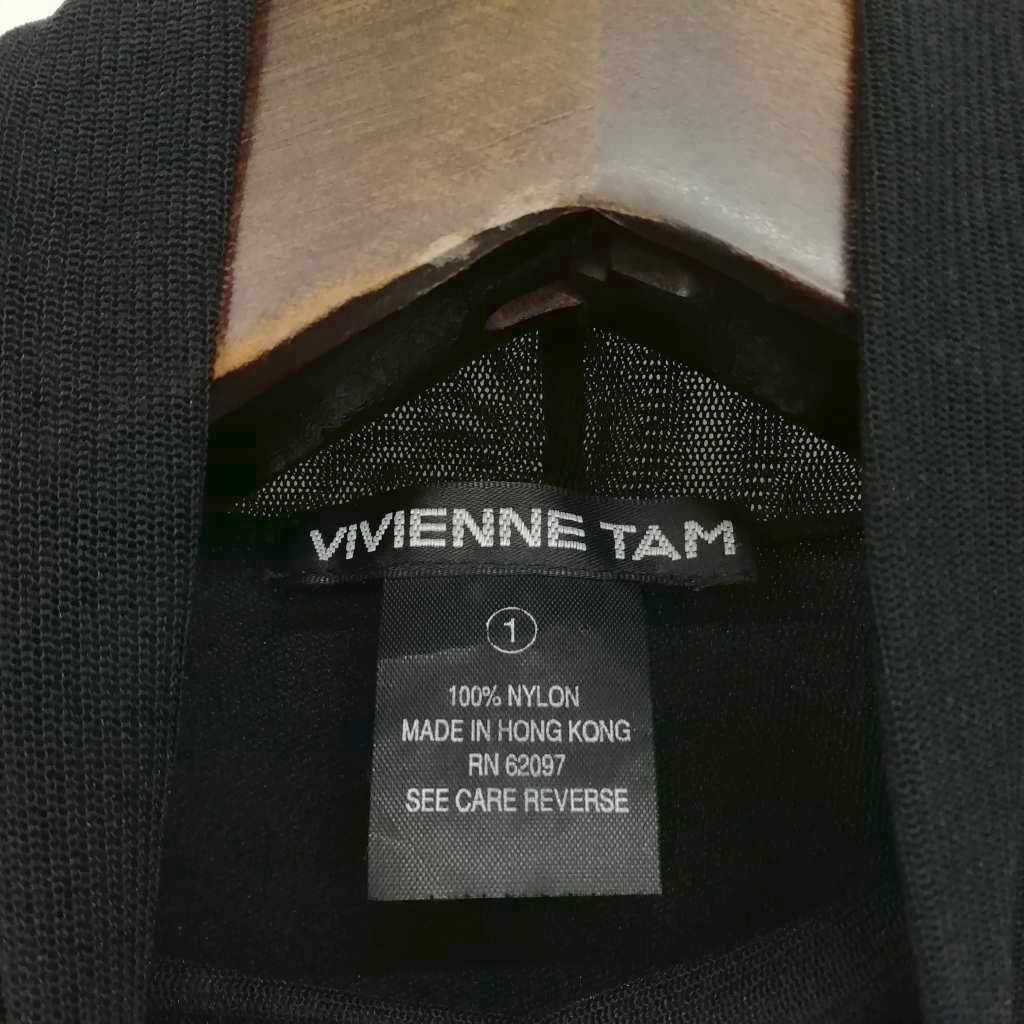 VIVIENNE TAM
1
100% NYLON
MADE IN HONG KONG
RN 62097
SEE CARE REVERSE